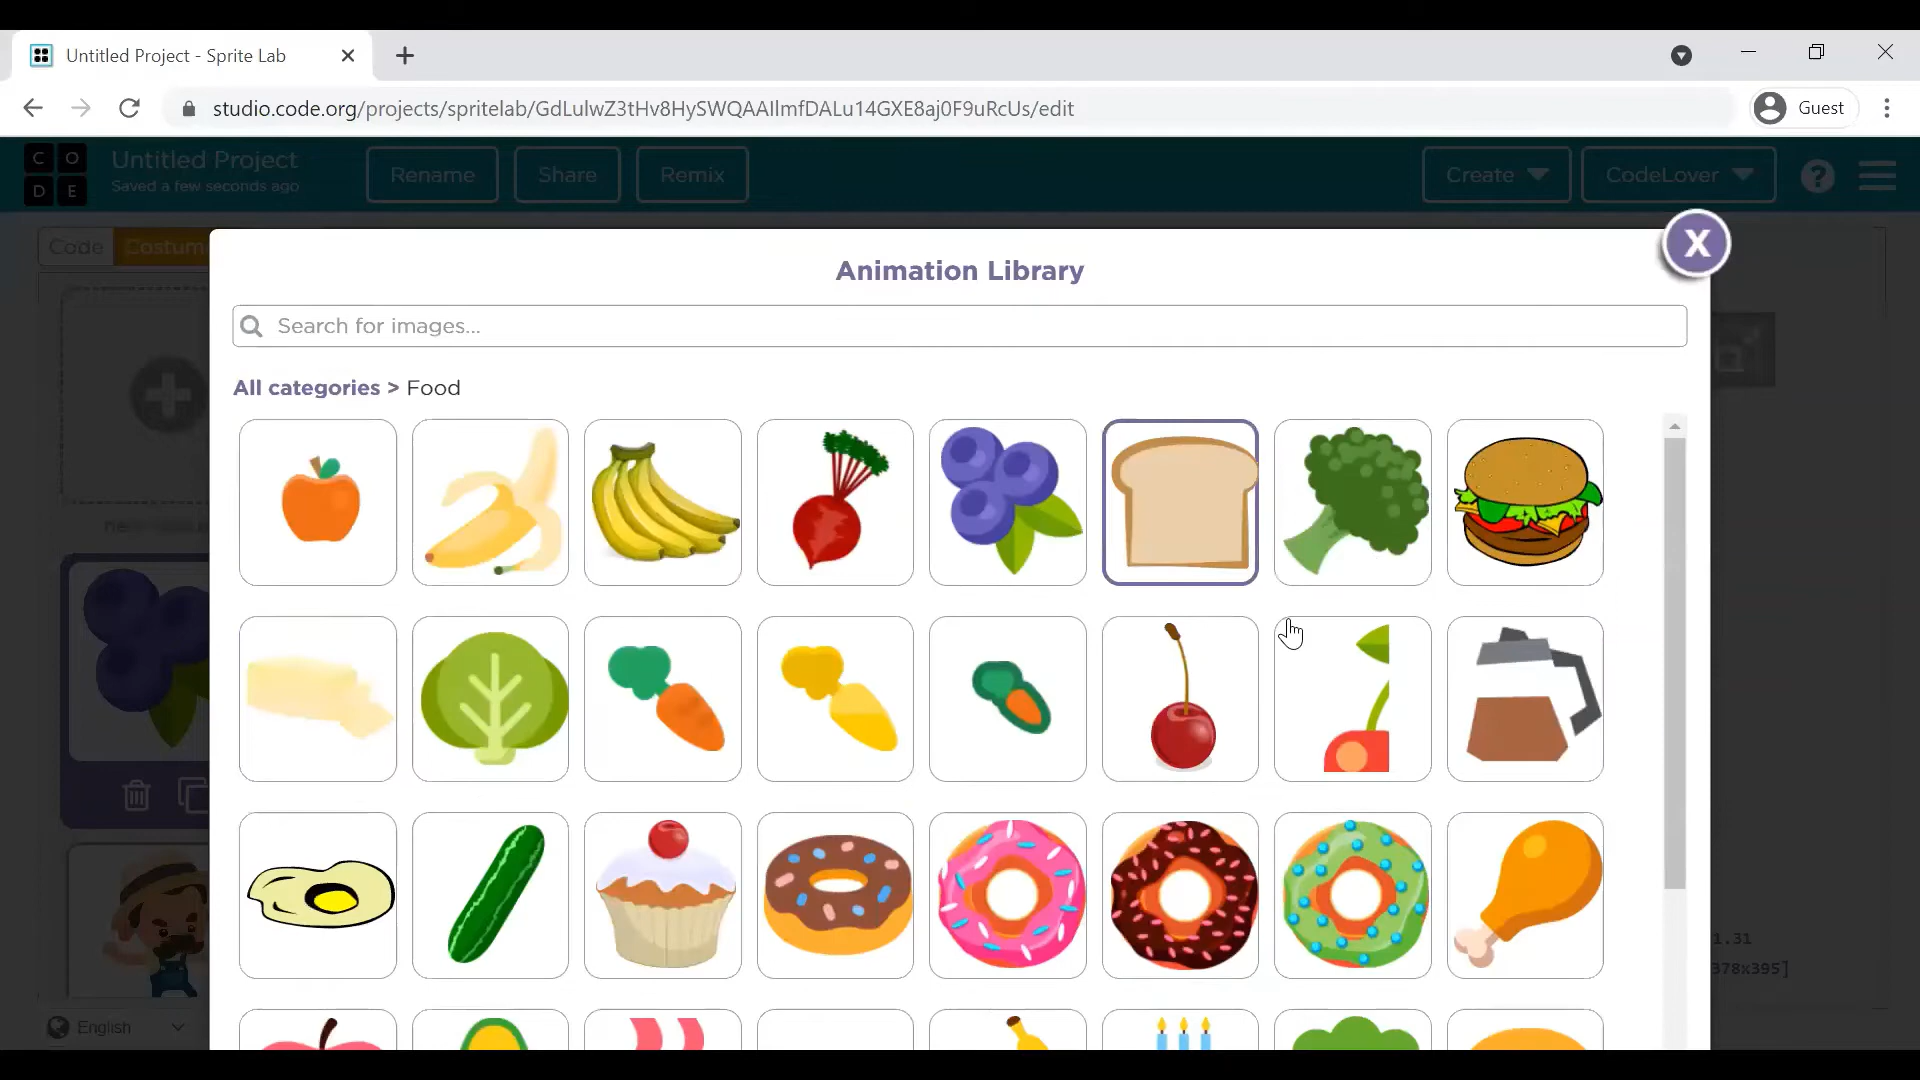 Untitled Project - Sprite Lab
studio.code.org/projects/spritelab/GdLulwZ3tHv8HySWQAAIlmfDALu14GXE8aj0F9uRcUs/edit
Guest
C O
D E
Untitled Project
Saved a few seconds ago
Rename
Share
Remix
Create
CodeLover
?
Code
Costum
X
Animation Library
Search for images...
All categories > Food
1.31
378x395]
English